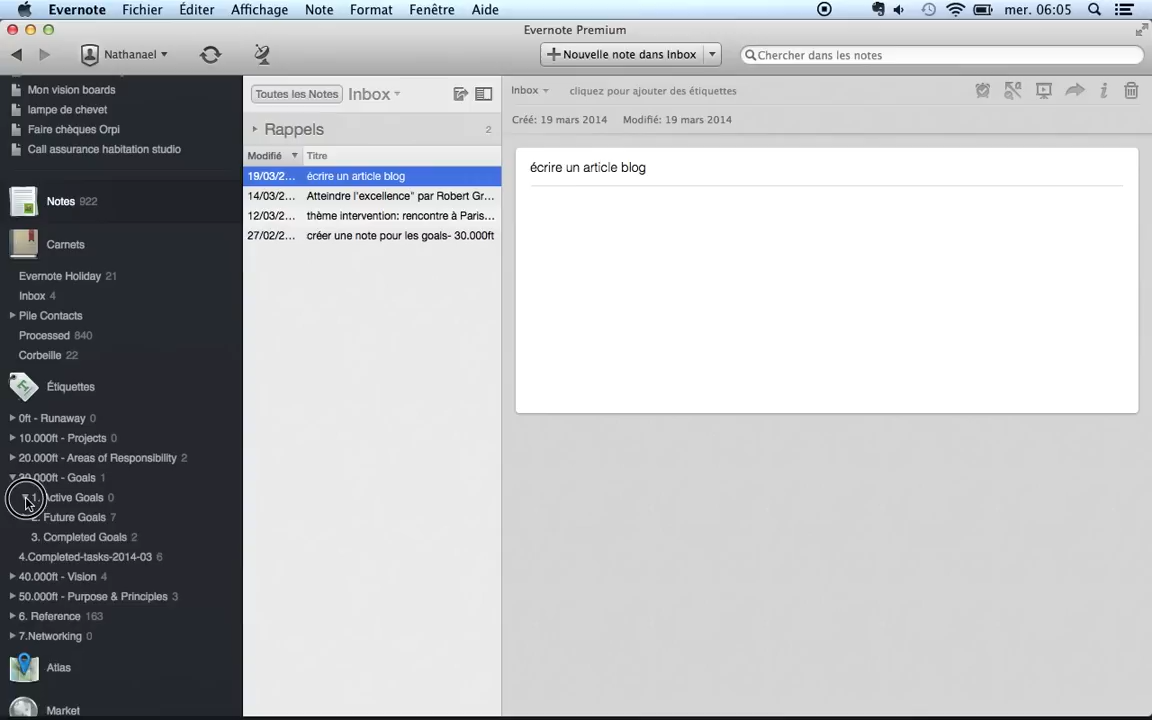 Evernote Fichier Éditer Affichage Note Format Fenêtre Aide mer. 06:05
Evernote Premium
Nathanael
Nouvelle note dans Inbox
Chercher dans les notes
Mon vision boards
lampe de chevet
Faire chèques Orpi
Call assurance habitation studio
Notes 922
Carnets
Evernote Holiday 21
Inbox 4
Pile Contacts
Processed 840
Corbeille 22
Étiquettes
0ft - Runaway 0
10.000ft - Projects 0
20.000ft - Areas of Responsibility 2
30.000ft - Goals 1
1. Active Goals 0
2. Future Goals 7
3. Completed Goals 2
4.Completed-tasks-2014-03 6
40.000ft - Vision 4
50.000ft - Purpose & Principles 3
6. Reference 163
7.Networking 0
Atlas
Market
Toutes les Notes Inbox
Rappels 2
Modifié Titre
19/03/2... écrire un article blog
14/03/2... Atteindre l'excellence" par Robert Gr...
12/03/2... thème intervention: rencontre à Paris...
27/02/2... créer une note pour les goals- 30.000ft
Inbox cliquez pour ajouter des étiquettes
Créé: 19 mars 2014 Modifié: 19 mars 2014
écrire un article blog